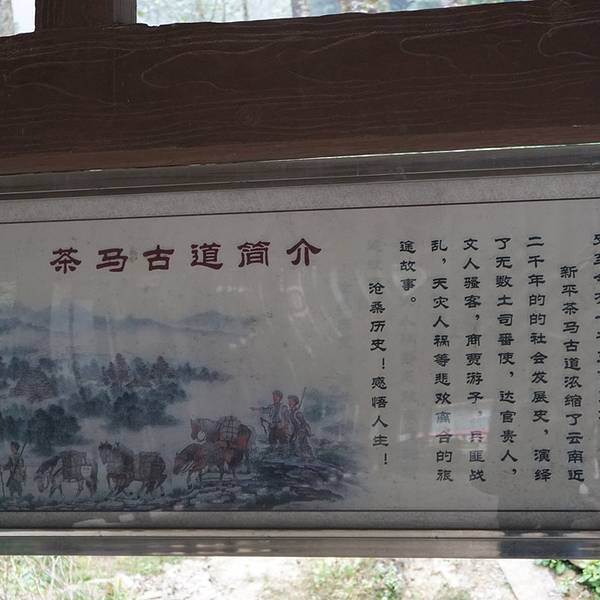 茶马古道简介
新平茶马古道浓缩了云南近
二千年的的社会发展史，演绎
了无数土司番使，达官贵人，
文人骚客，商贾游子，兵匪战
乱，天灾人祸等悲欢离合的旅
途故事。
沧桑历史！感悟人生！